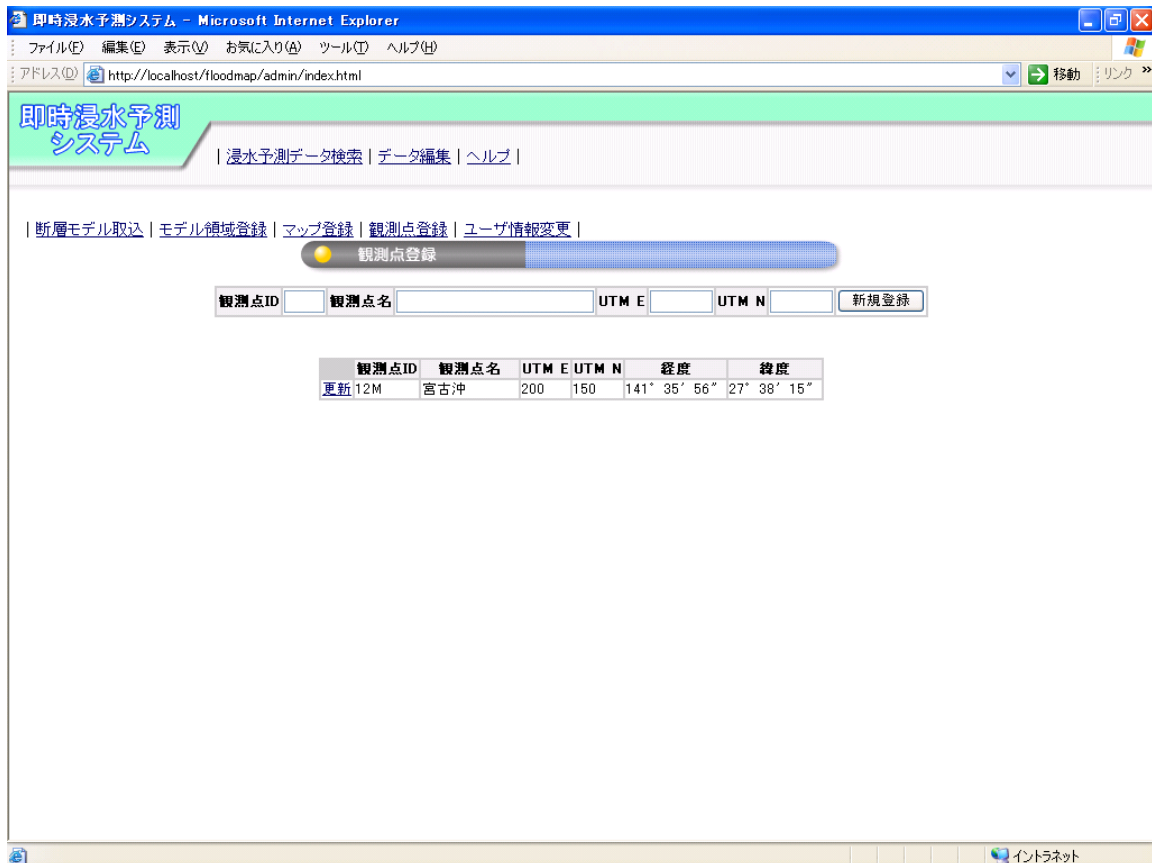 即時浸水予測システム - Microsoft Internet Explorer
ファイル(F) 編集(E) 表示(V) お気に入り(A) ツール(T) ヘルプ(H)
アドレス(D) http://localhost/floodmap/admin/index.html 移動 リンク »
即時浸水予測
システム
| 浸水予測データ検索 | データ編集 | ヘルプ |
| 断層モデル取込 | モデル領域登録 | マップ登録 | 観測点登録 | ユーザ情報変更 |
観測点登録
観測点ID 観測点名 UTM E UTM N 新規登録
観測点ID 観測点名 UTM E UTM N 経度 緯度
更新 12M 宮古沖 200 150 141° 35′ 56″ 27° 38′ 15″
イントラネット